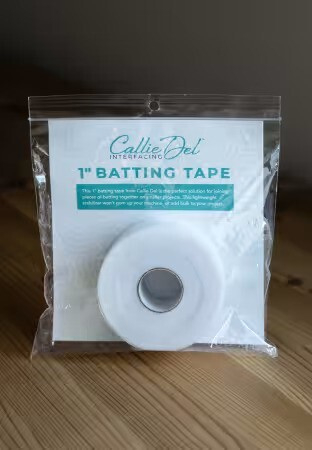 Callie Del
INTERFACING
1" BATTING TAPE
This 1" batting tape from Callie Del is the perfect solution for joining
pieces of batting together on quilted projects. This lightweight
stabilizer won't gum up your machine, or add bulk to your project.